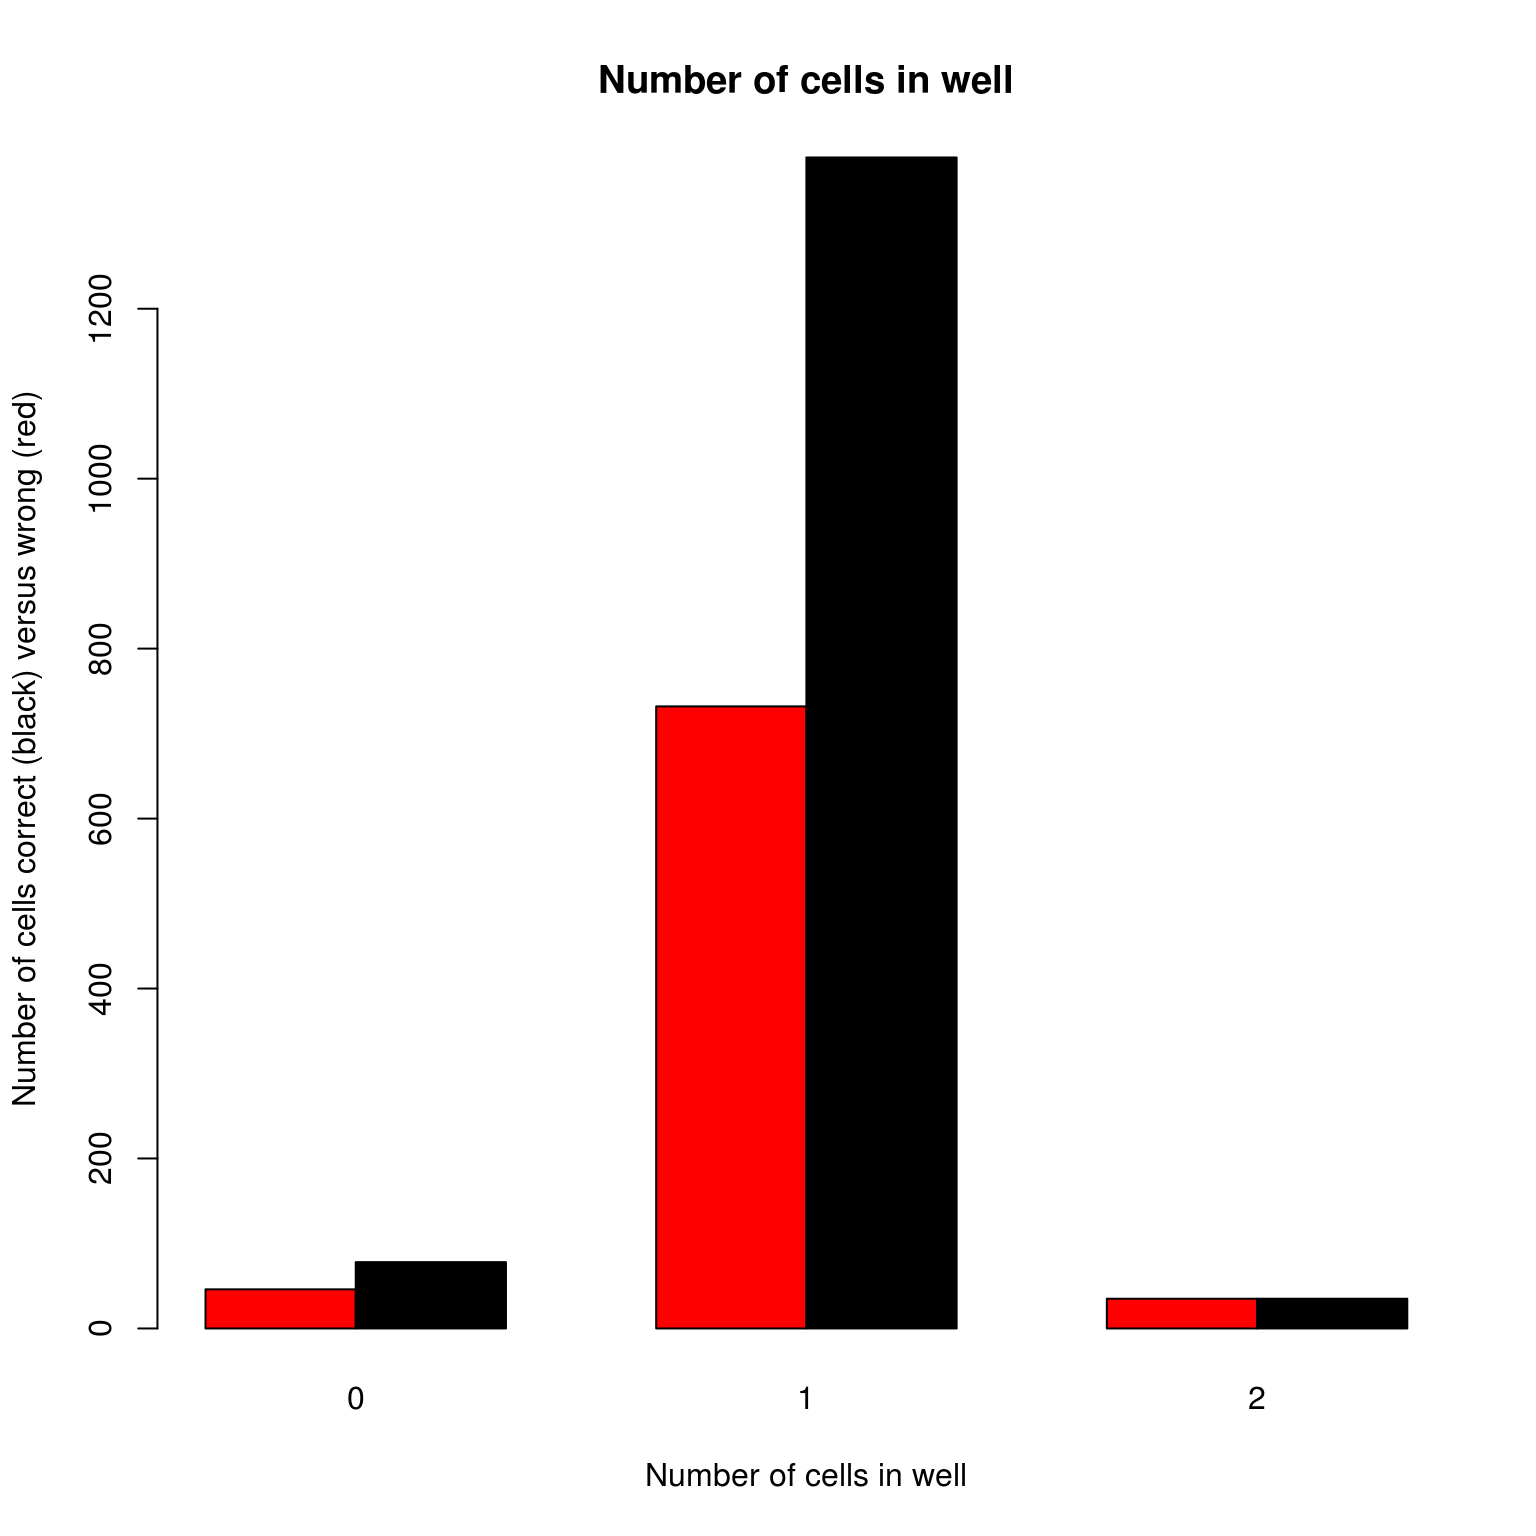 Number of cells in well
Number of cells correct (black) versus wrong (red)
1200
1000
800
600
400
200
0
0 1 2
Number of cells in well